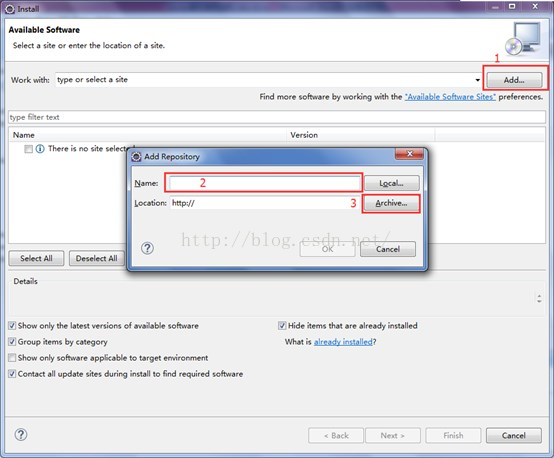 Install
Available Software
Select a site or enter the location of a site.
1
Work with: type or select a site Add...
Find more software by working with the "Available Software Sites" preferences.
type filter text
Name Version
There is no site selected
Add Repository
Name: 2 Local...
Location: http:// 3 Archive...
http://blog.csdn.net/
OK Cancel
Select All Deselect All
Details
Show only the latest versions of available software Hide items that are already installed
Group items by category What is already installed?
Show only software applicable to target environment
Contact all update sites during install to find required software
< Back Next > Finish Cancel